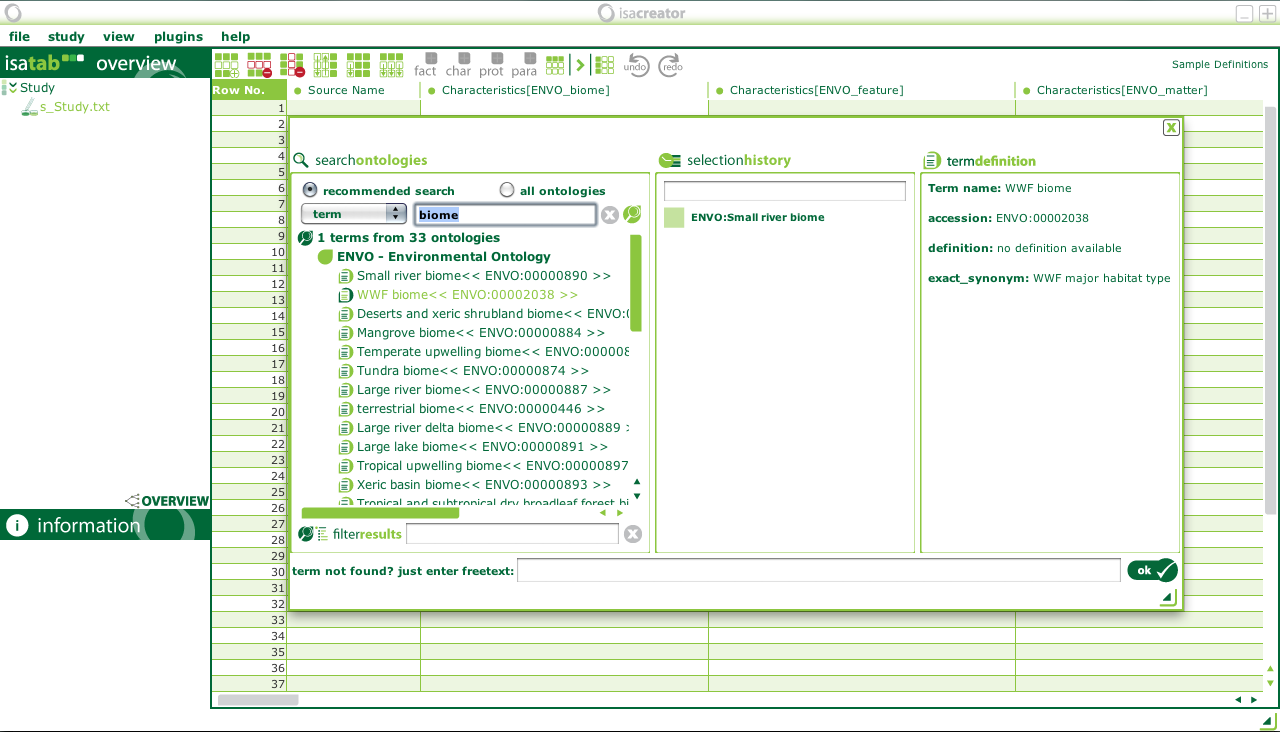 isacreator
file study view plugins help
isatab overview
fact char prot para undo redo
Sample Definitions
Study
s_Study.txt
Row No. Source Name Characteristics[ENVO_biome] Characteristics[ENVO_feature] Characteristics[ENVO_matter]
1
2
3
4
5
6
7
8
9
10
11
12
13
14
15
16
17
18
19
20
21
22
23
24
25
26
27
28
29
30
31
32
33
34
35
36
37
OVERVIEW
i information
X
searchontologies
recommended search all ontologies
term biome
1 terms from 33 ontologies
ENVO - Environmental Ontology
Small river biome<< ENVO:00000890 >>
WWF biome<< ENVO:00002038 >>
Deserts and xeric shrubland biome<< ENVO:
Mangrove biome<< ENVO:00000884 >>
Temperate upwelling biome<< ENVO:000008
Tundra biome<< ENVO:00000874 >>
Large river biome<< ENVO:00000887 >>
terrestrial biome<< ENVO:00000446 >>
Large river delta biome<< ENVO:00000889 >
Large lake biome<< ENVO:00000891 >>
Tropical upwelling biome<< ENVO:00000897
Xeric basin biome<< ENVO:00000893 >>
Tropical and subtropical dry broadleaf forest bi
filterresults
selectionhistory
ENVO:Small river biome
termdefinition
Term name: WWF biome
accession: ENVO:00002038
definition: no definition available
exact_synonym: WWF major habitat type
term not found? just enter freetext:
ok